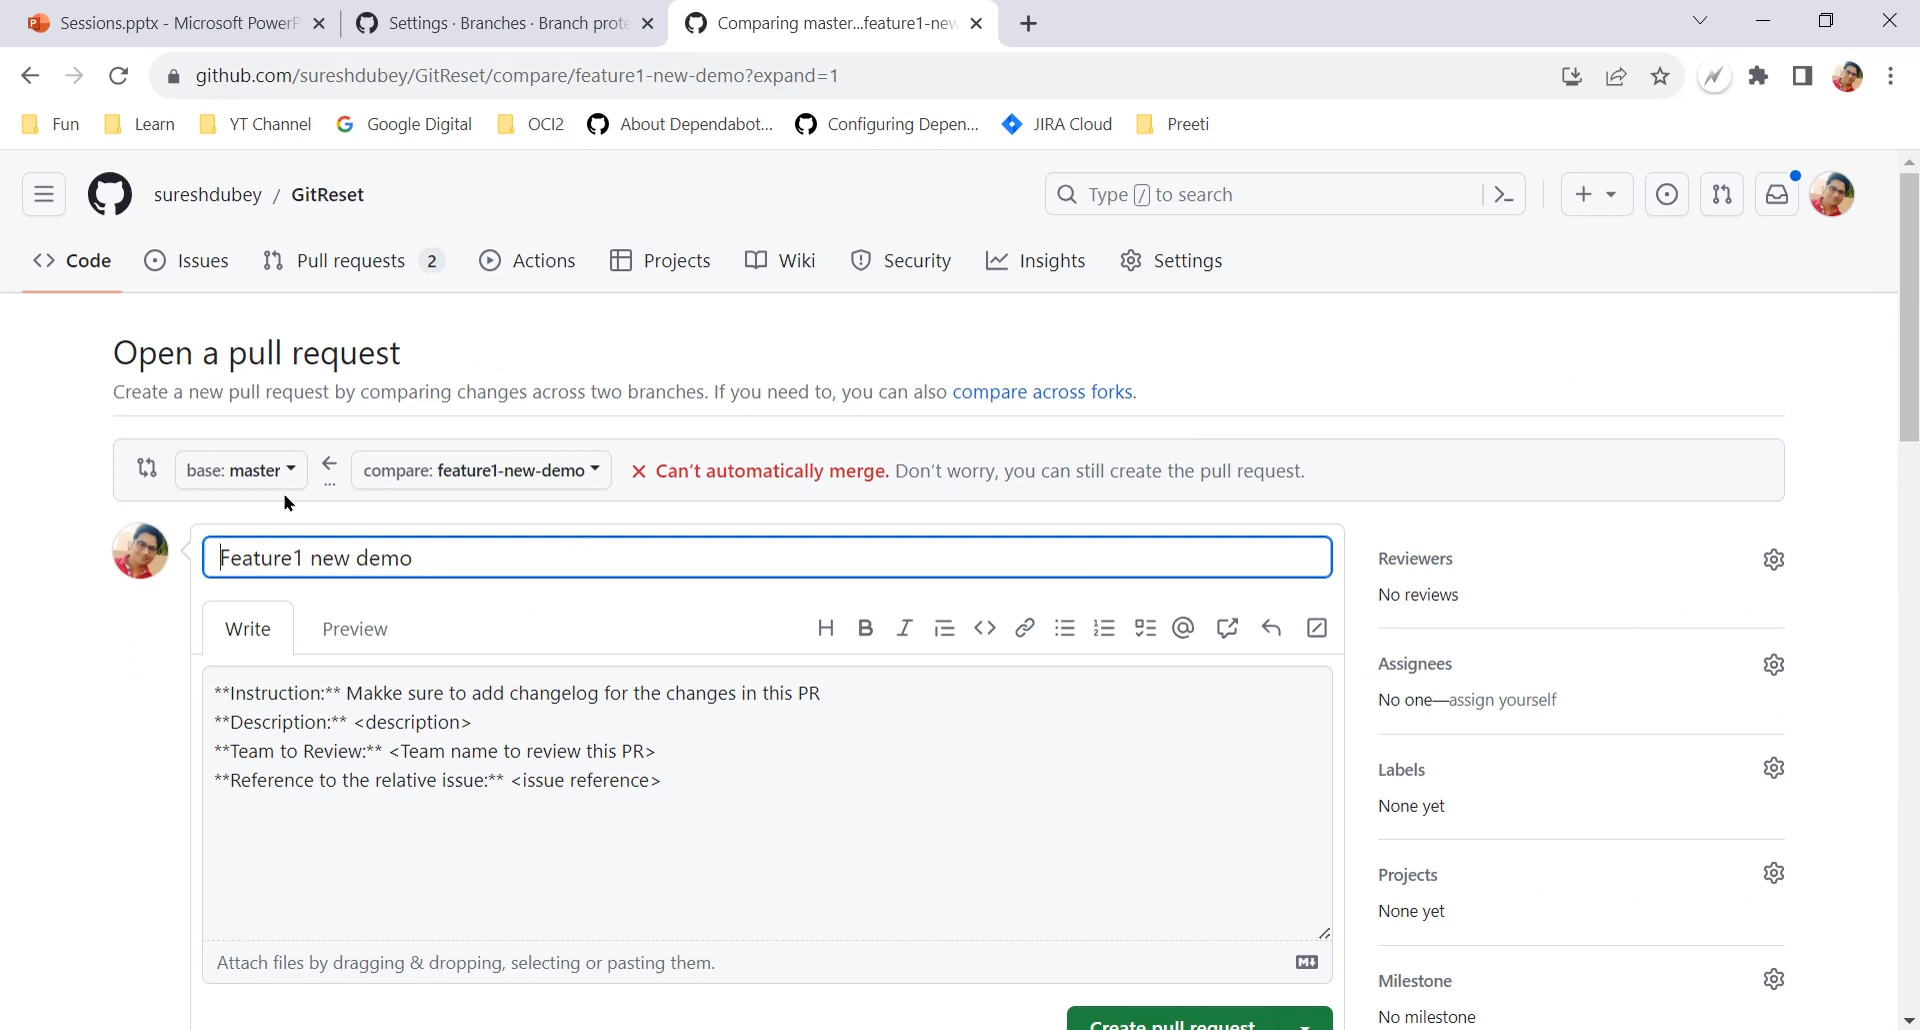 Sessions.pptx - Microsoft PowerP
Settings · Branches · Branch prote
Comparing master...feature1-new
github.com/sureshdubey/GitReset/compare/feature1-new-demo?expand=1
Fun
Learn
YT Channel
Google Digital
OCI2
About Dependabot...
Configuring Depen...
JIRA Cloud
Preeti
sureshdubey / GitReset
Type / to search
Code
Issues
Pull requests 2
Actions
Projects
Wiki
Security
Insights
Settings
Open a pull request
Create a new pull request by comparing changes across two branches. If you need to, you can also compare across forks.
base: master
...
compare: feature1-new-demo
Can't automatically merge. Don't worry, you can still create the pull request.
Feature1 new demo
Write
Preview
**Instruction:** Makke sure to add changelog for the changes in this PR
**Description:** <description>
**Team to Review:** <Team name to review this PR>
**Reference to the relative issue:** <issue reference>
Attach files by dragging & dropping, selecting or pasting them.
Create pull request
Reviewers
No reviews
Assignees
No one—assign yourself
Labels
None yet
Projects
None yet
Milestone
No milestone